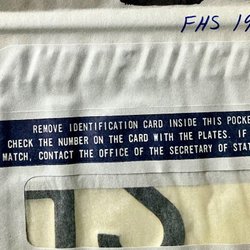 FHS 19
REMOVE IDENTIFICATION CARD INSIDE THIS POCKE
CHECK THE NUMBER ON THE CARD WITH THE PLATES. IF
MATCH, CONTACT THE OFFICE OF THE SECRETARY OF STAT